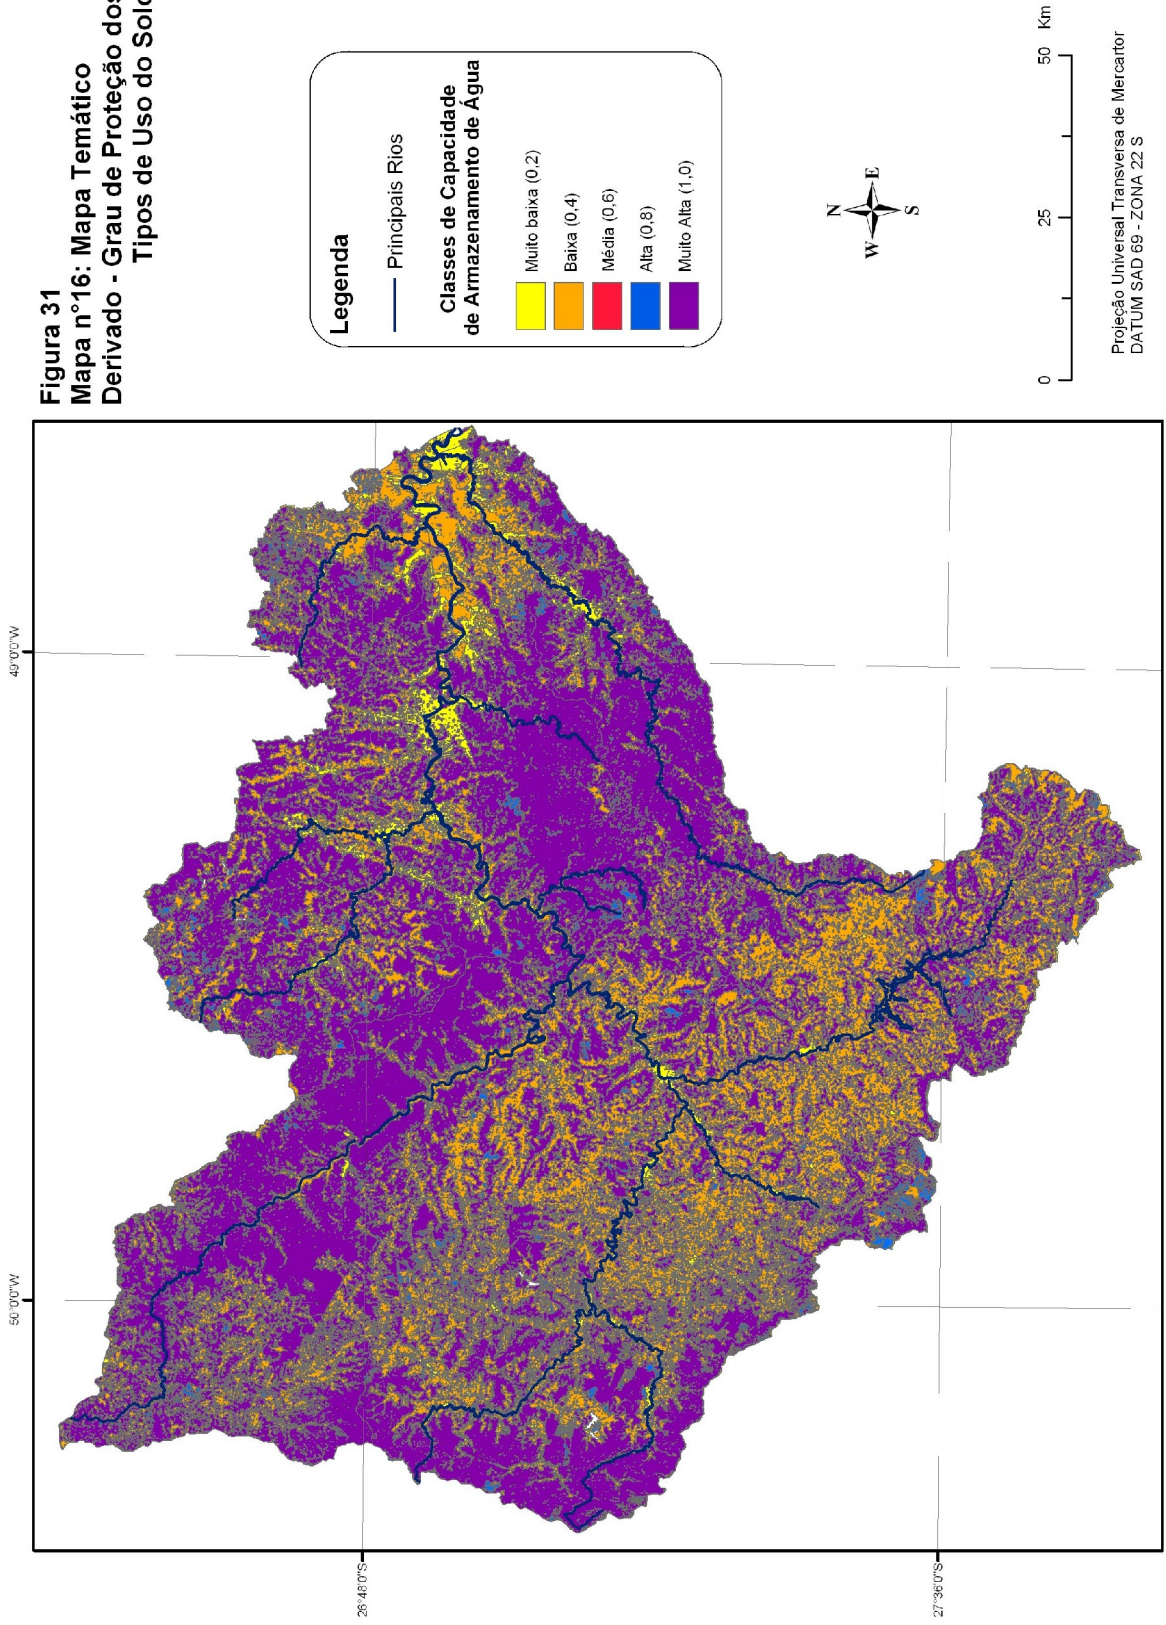 Figura 31
Mapa n°16: Mapa Temático
Derivado - Grau de Proteção dos
Tipos de Uso do Solo
Legenda
Principais Rios
Classes de Capacidade
de Armazenamento de Água
Muito baixa (0,2)
Baixa (0,4)
Média (0,6)
Alta (0,8)
Muito Alta (1,0)
N
W
E
S
0
25
50
Km
Projeção Universal Transversa de Mercartor
DATUM SAD 69 - ZONA 22 S
50°0'0"W
49°0'0"W
26°48'0"S
27°36'0"S